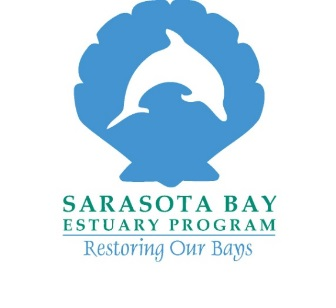 SARASOTA BAY
ESTUARY PROGRAM
Restoring Our Bays